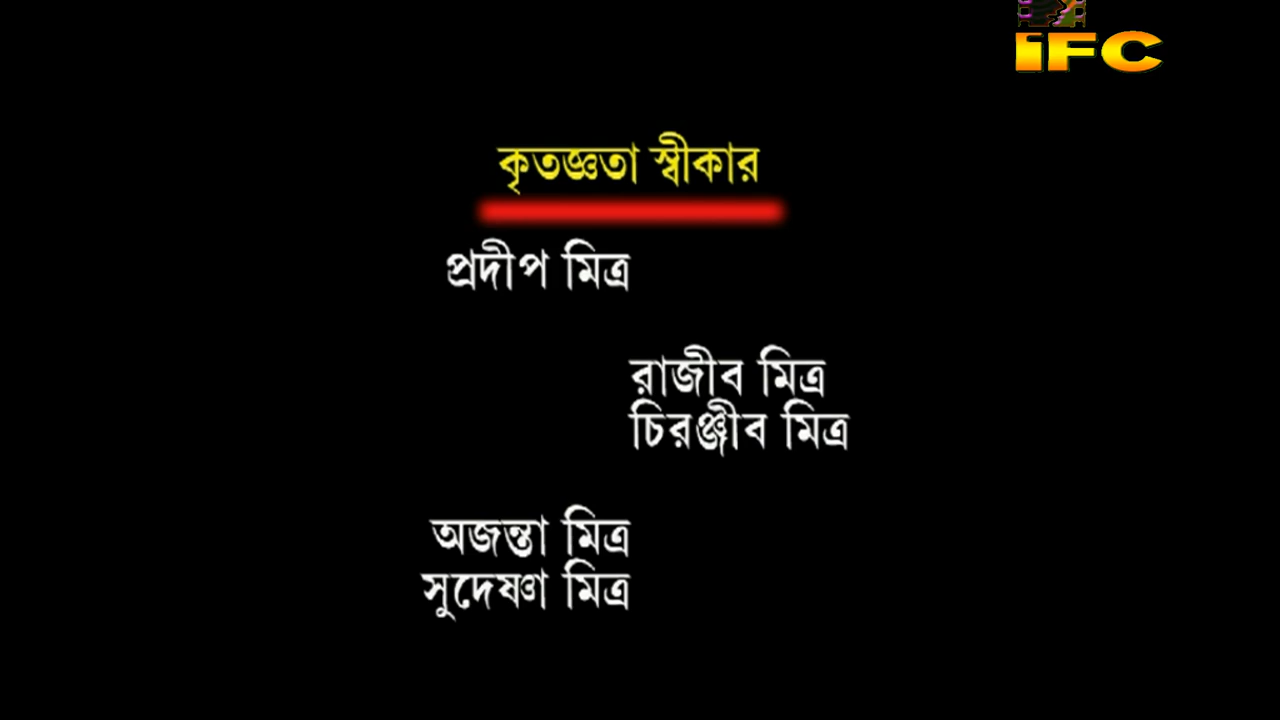 IFC
কৃতজ্ঞতা স্বীকার
প্রদীপ মিত্র
রাজীব মিত্র
চিরঞ্জীব মিত্র
অজন্তা মিত্র
সুদেষ্ণা মিত্র